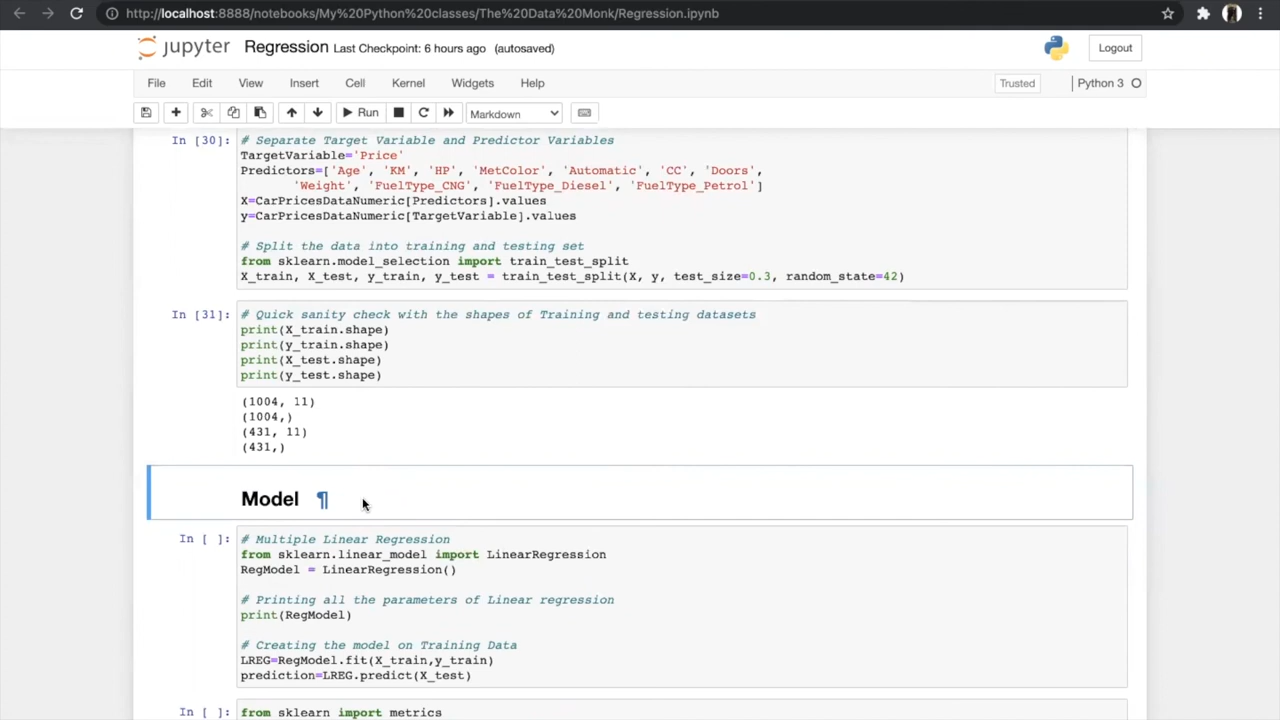 http://localhost:8888/notebooks/My%20Python%20classes/The%20Data%20Monk/Regression.ipynb
jupyter Regression Last Checkpoint: 6 hours ago (autosaved)
Logout
File Edit View Insert Cell Kernel Widgets Help
Trusted
Python 3
Run
Markdown
In [30]:
# Separate Target Variable and Predictor Variables
TargetVariable='Price'
Predictors=['Age', 'KM', 'HP', 'MetColor', 'Automatic', 'CC', 'Doors',
'Weight', 'FuelType_CNG', 'FuelType_Diesel', 'FuelType_Petrol']
X=CarPricesDataNumeric[Predictors].values
y=CarPricesDataNumeric[TargetVariable].values
# Split the data into training and testing set
from sklearn.model_selection import train_test_split
X_train, X_test, y_train, y_test = train_test_split(X, y, test_size=0.3, random_state=42)
In [31]:
# Quick sanity check with the shapes of Training and testing datasets
print(X_train.shape)
print(y_train.shape)
print(X_test.shape)
print(y_test.shape)
(1004, 11)
(1004,)
(431, 11)
(431,)
Model ¶
In [ ]:
# Multiple Linear Regression
from sklearn.linear_model import LinearRegression
RegModel = LinearRegression()
# Printing all the parameters of Linear regression
print(RegModel)
# Creating the model on Training Data
LREG=RegModel.fit(X_train,y_train)
prediction=LREG.predict(X_test)
In [ ]:
from sklearn import metrics